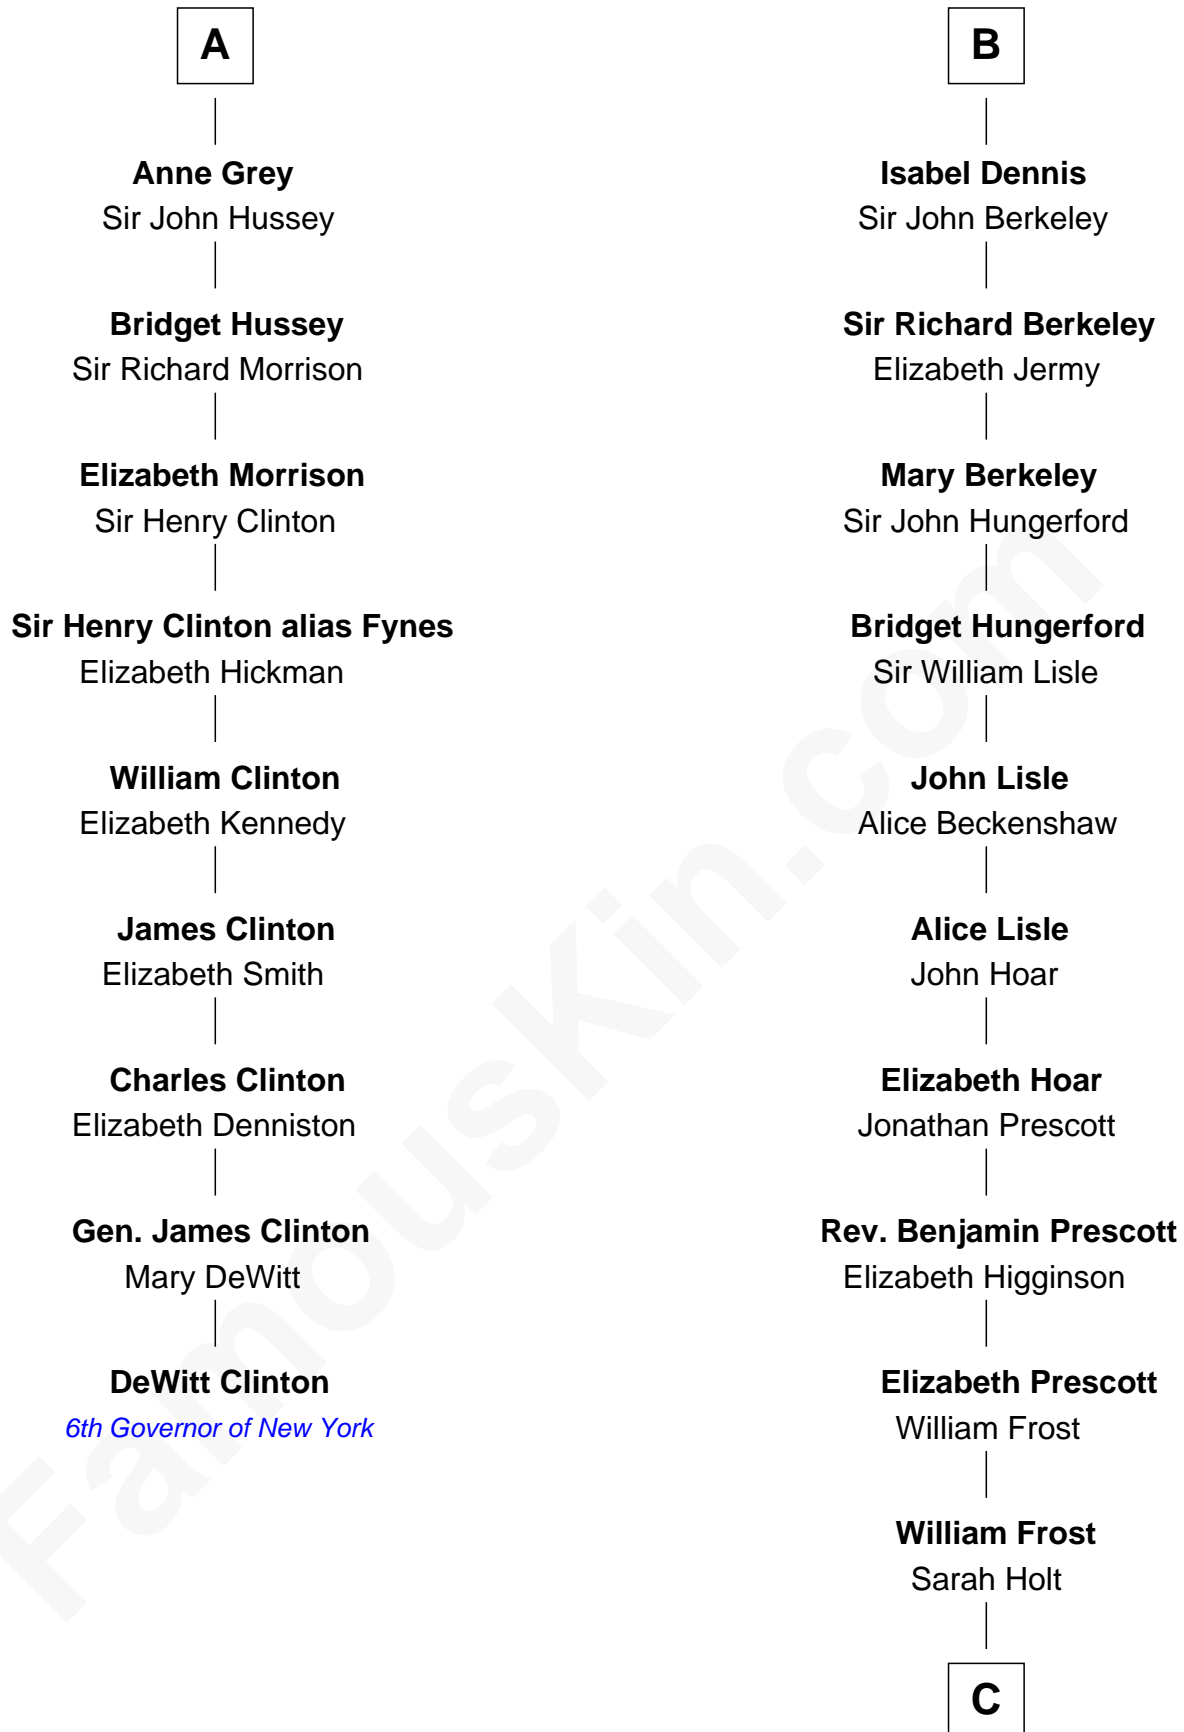 A
Anne Grey
Sir John Hussey
Bridget Hussey
Sir Richard Morrison
Elizabeth Morrison
Sir Henry Clinton
Sir Henry Clinton alias Fynes
Elizabeth Hickman
William Clinton
Elizabeth Kennedy
James Clinton
Elizabeth Smith
Charles Clinton
Elizabeth Denniston
Gen. James Clinton
Mary DeWitt
DeWitt Clinton
6th Governor of New York
B
Isabel Dennis
Sir John Berkeley
Sir Richard Berkeley
Elizabeth Jermy
Mary Berkeley
Sir John Hungerford
Bridget Hungerford
Sir William Lisle
John Lisle
Alice Beckenshaw
Alice Lisle
John Hoar
Elizabeth Hoar
Jonathan Prescott
Rev. Benjamin Prescott
Elizabeth Higginson
Elizabeth Prescott
William Frost
William Frost
Sarah Holt
C
FamousKin.com